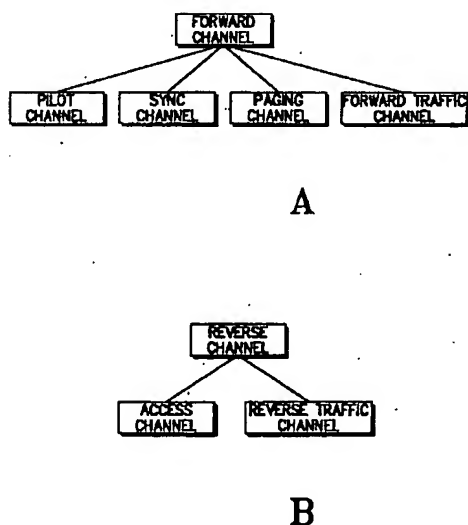 FORWARD
CHANNEL
PILOT
CHANNEL
SYNC
CHANNEL
PAGING
CHANNEL
FORWARD TRAFFIC
CHANNEL
A
REVERSE
CHANNEL
ACCESS
CHANNEL
REVERSE TRAFFIC
CHANNEL
B